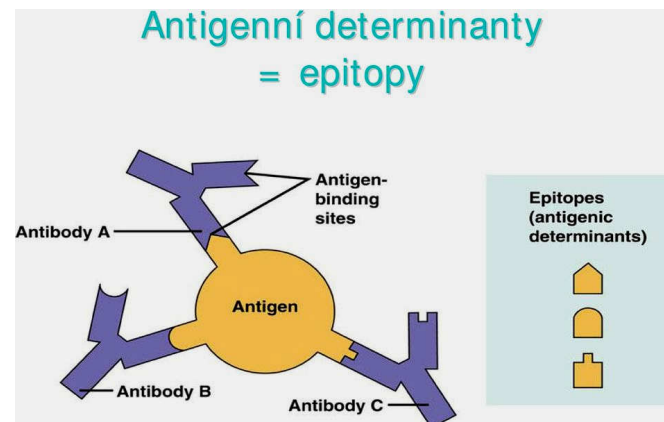 Antigenní determinanty
= epitopy
Antigen-
binding
sites
Antibody A
Antigen
Antibody B
Antibody C
Epitopes
(antigenic
determinants)